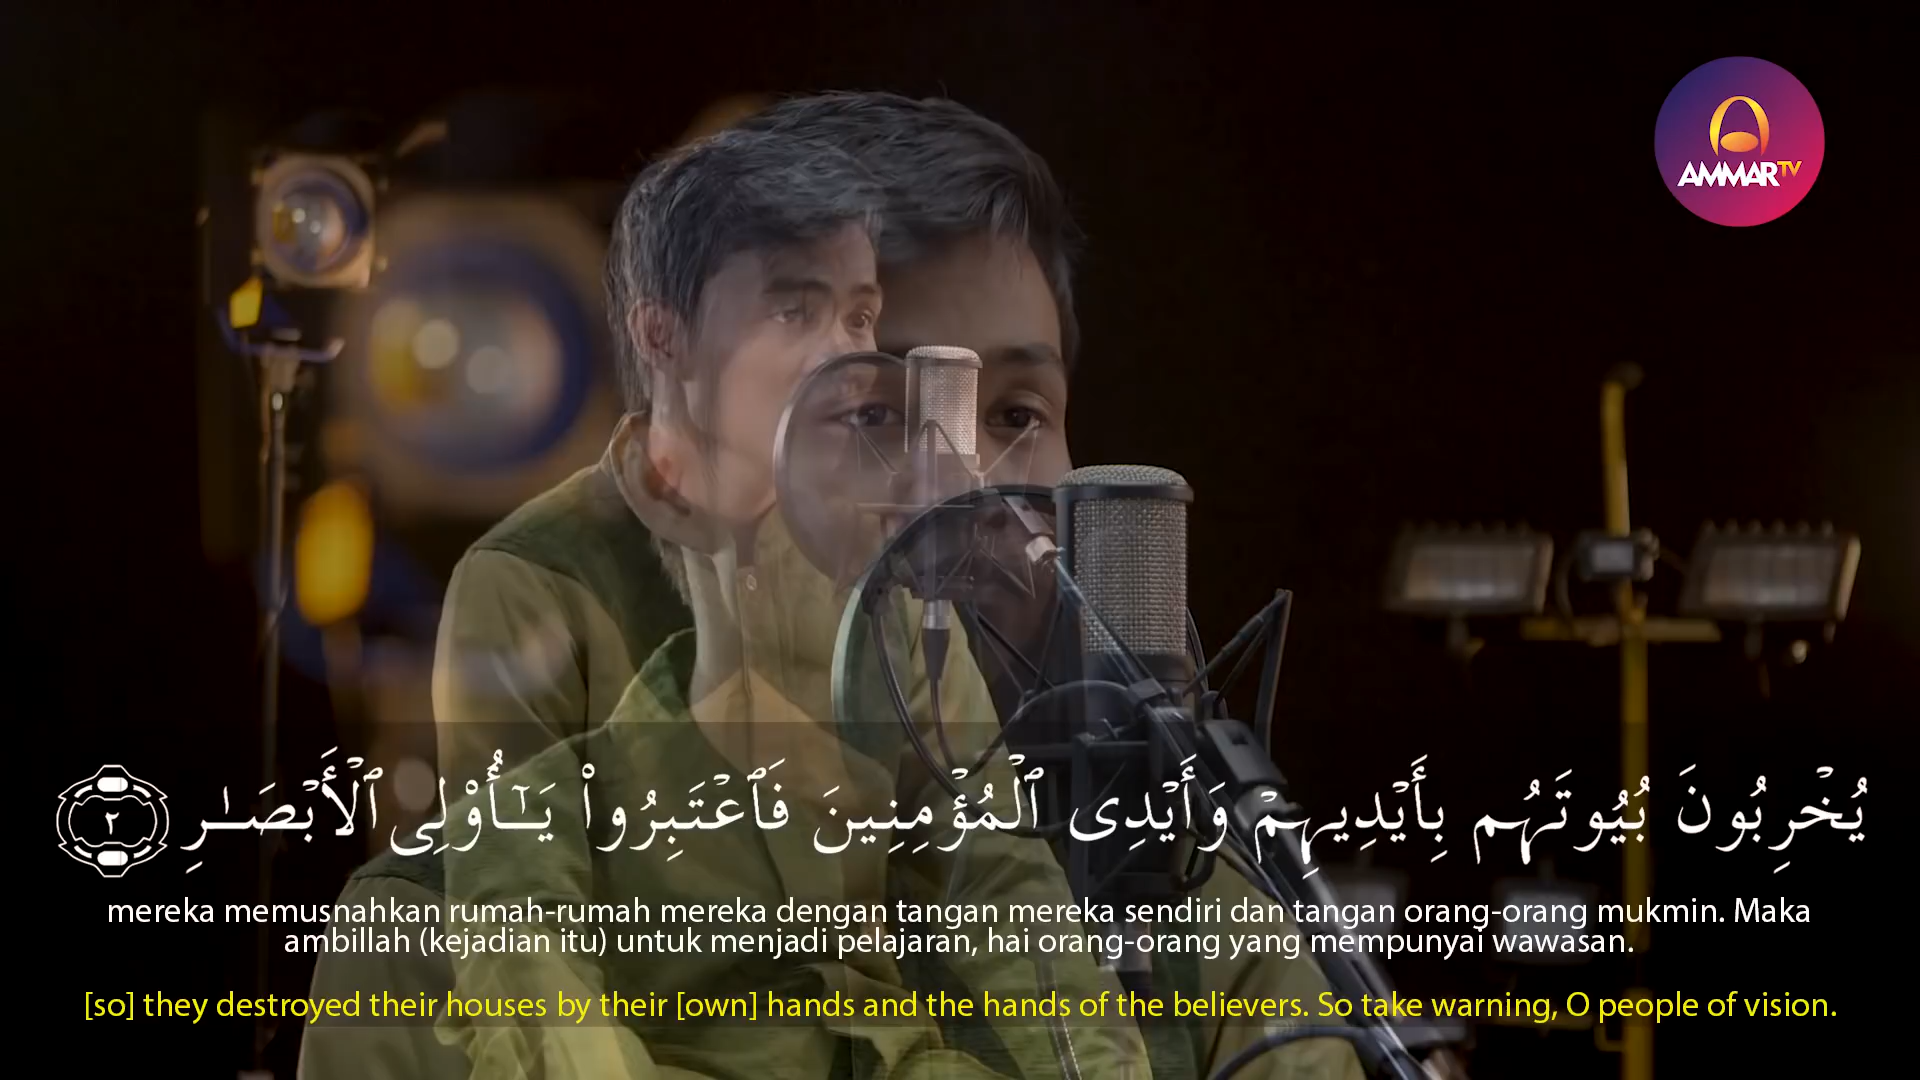 AMMARTV
يُخْرِبُونَ بُيُوتَهُم بِأَيْدِيهِمْ وَأَيْدِى ٱلْمُؤْمِنِينَ فَٱعْتَبِرُوا۟ يَـٰٓأُو۟لِى ٱلْأَبْصَـٰرِ ٢
mereka memusnahkan rumah-rumah mereka dengan tangan mereka sendiri dan tangan orang-orang mukmin. Maka
ambillah (kejadian itu) untuk menjadi pelajaran, hai orang-orang yang mempunyai wawasan.
[so] they destroyed their houses by their [own] hands and the hands of the believers. So take warning, O people of vision.